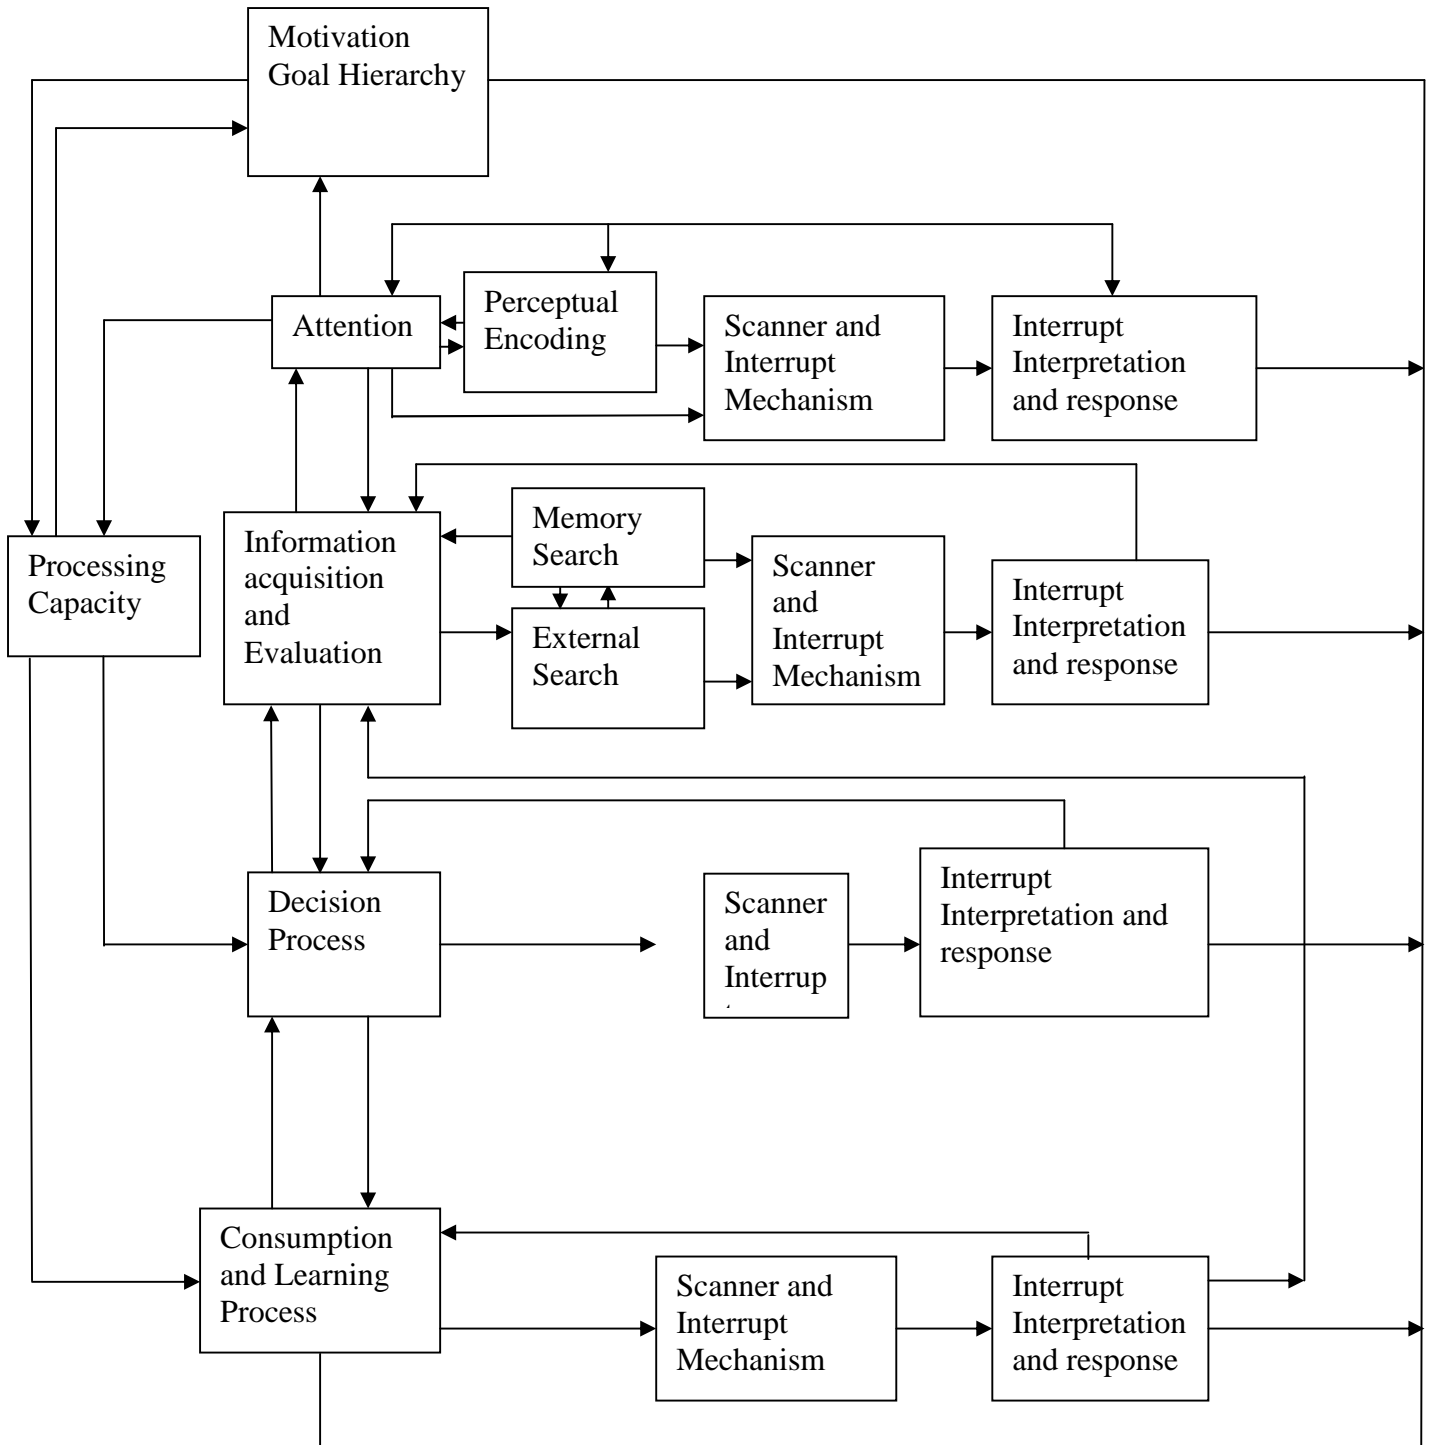 Motivation
Goal Hierarchy
Attention
Perceptual
Encoding
Scanner and
Interrupt
Mechanism
Interrupt
Interpretation
and response
Processing
Capacity
Information
acquisition
and
Evaluation
Memory
Search
External
Search
Scanner
and
Interrupt
Mechanism
Interrupt
Interpretation
and response
Decision
Process
Scanner
and
Interrup
Interrupt
Interpretation and
response
Consumption
and Learning
Process
Scanner and
Interrupt
Mechanism
Interrupt
Interpretation
and response